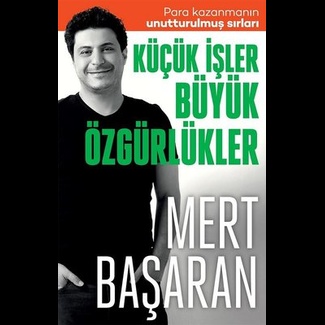 Para kazanmanın
unutturulmuş sırları
KÜÇÜK İŞLER
BÜYÜK
ÖZGÜRLÜKLER
MERT
BAŞARAN